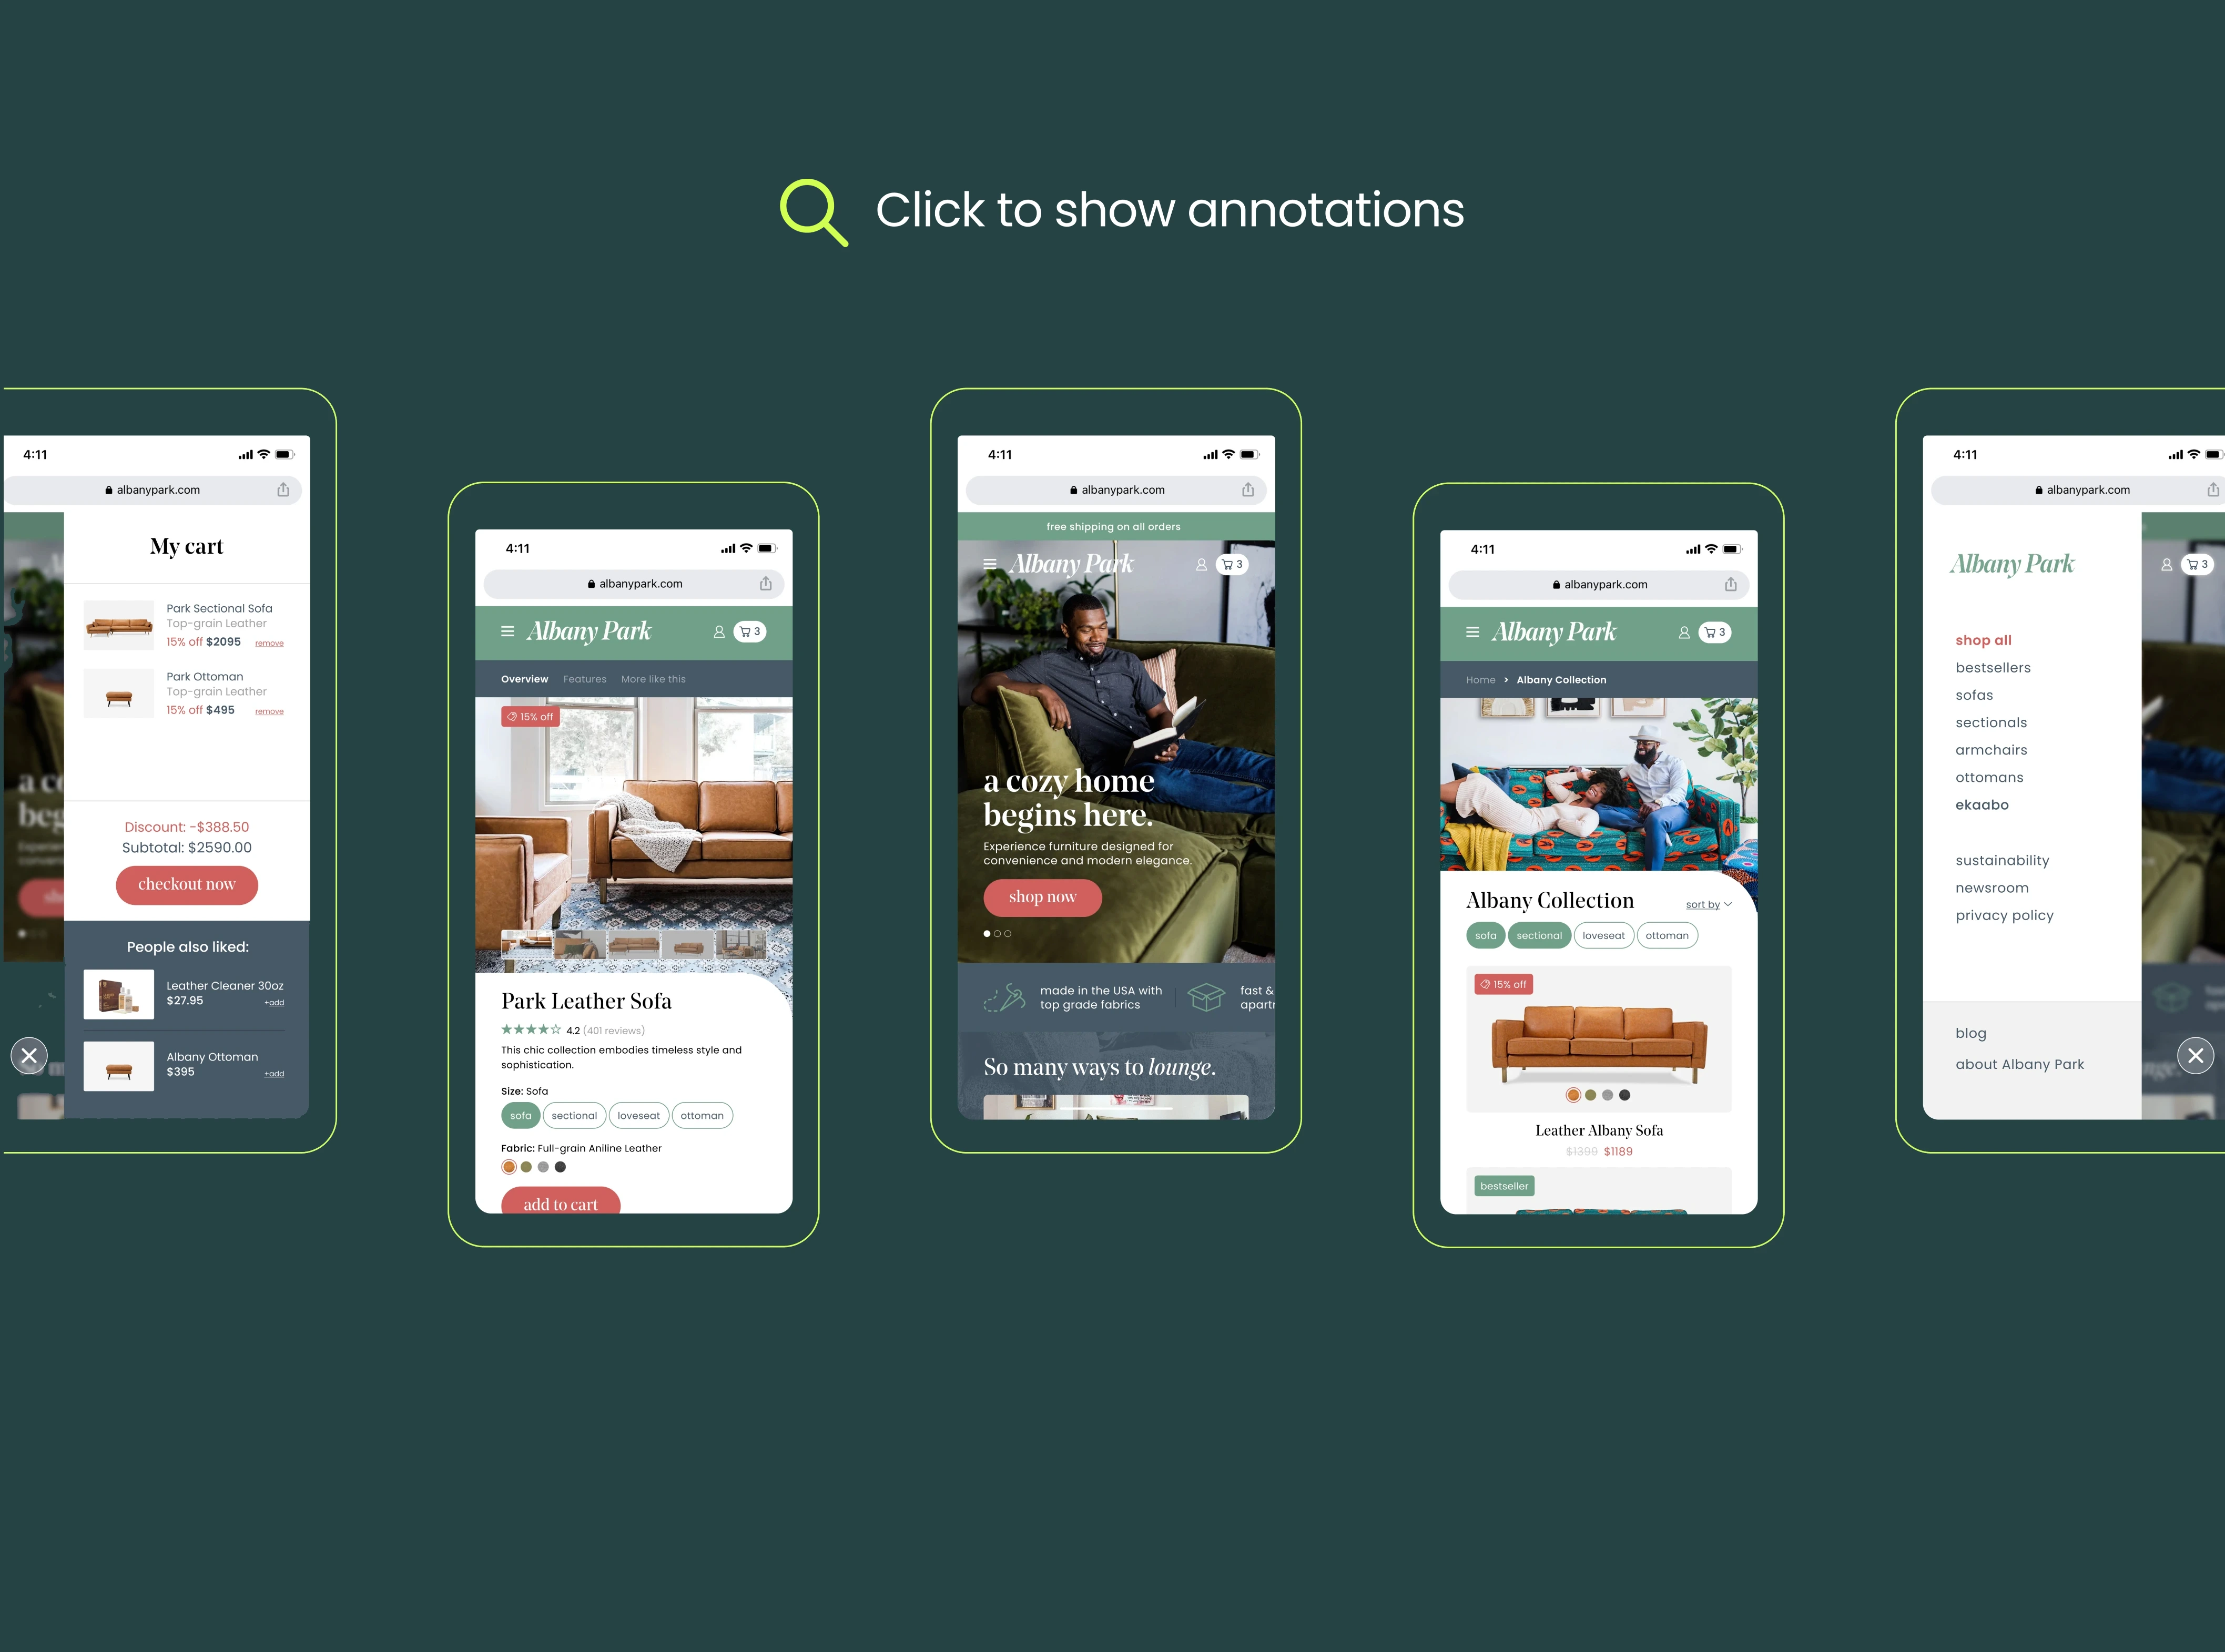 Click to show annotations
4:11
albanypark.com
My cart
Park Sectional Sofa
Top-grain Leather
15% off $2095 remove
Park Ottoman
Top-grain Leather
15% off $495 remove
a co
beg
Discount: -$388.50
Subtotal: $2590.00
checkout now
People also liked:
Leather Cleaner 30oz
$27.95 +add
Albany Ottoman
$395 +add
4:11
albanypark.com
Albany Park 3
Overview Features More like this
15% off
Park Leather Sofa
4.2 (401 reviews)
This chic collection embodies timeless style and
sophistication.
Size: Sofa
sofa sectional loveseat ottoman
Fabric: Full-grain Aniline Leather
add to cart
4:11
albanypark.com
free shipping on all orders
Albany Park 3
a cozy home
begins here.
Experience furniture designed for
convenience and modern elegance.
shop now
made in the USA with
top grade fabrics
fast &
apartr
So many ways to lounge.
4:11
albanypark.com
Albany Park 3
Home > Albany Collection
Albany Collection sort by
sofa sectional loveseat ottoman
15% off
Leather Albany Sofa
$1399 $1189
bestseller
4:11
albanypark.com
Albany Park 3
shop all
bestsellers
sofas
sectionals
armchairs
ottomans
ekaabo
sustainability
newsroom
privacy policy
blog
about Albany Park